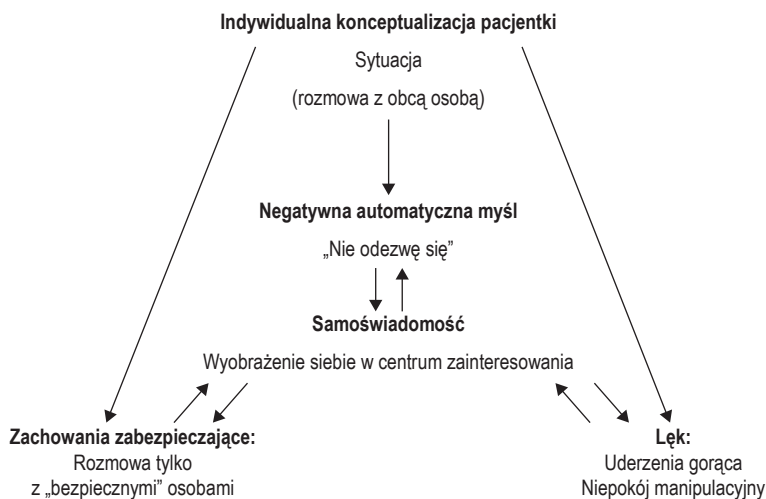 Indywidualna konceptualizacja pacjentki
Sytuacja
(rozmowa z obcą osobą)
Negatywna automatyczna myśl
„Nie odezwę się”
Samoświadomość
Wyobrażenie siebie w centrum zainteresowania
Zachowania zabezpieczające:
Rozmowa tylko
z „bezpiecznymi” osobami
Lęk:
Uderzenia gorąca
Niepokój manipulacyjny